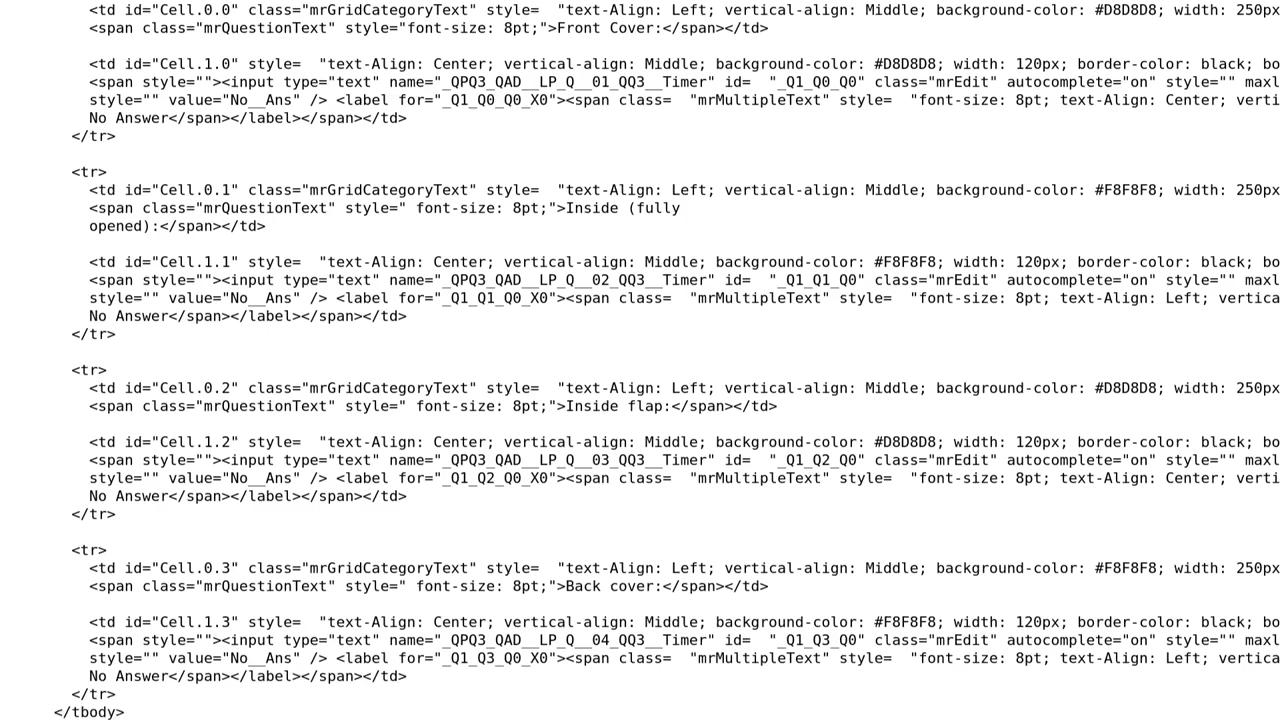 <td id="Cell.0.0" class="mrGridCategoryText" style=  "text-Align: Left; vertical-align: Middle; background-color: #D8D8D8; width: 250px
<span class="mrQuestionText" style="font-size: 8pt;">Front Cover:</span></td>
<td id="Cell.1.0" style=  "text-Align: Center; vertical-align: Middle; background-color: #D8D8D8; width: 120px; border-color: black; bo
<span style=""><input type="text" name="_QPQ3_QAD__LP_Q__01_QQ3__Timer" id=  "_Q1_Q0_Q0" class="mrEdit" autocomplete="on" style="" maxl
style="" value="No__Ans" /> <label for="_Q1_Q0_Q0_X0"><span class=  "mrMultipleText" style=  "font-size: 8pt; text-Align: Center; verti
No Answer</span></label></span></td>
</tr>
<tr>
<td id="Cell.0.1" class="mrGridCategoryText" style=  "text-Align: Left; vertical-align: Middle; background-color: #F8F8F8; width: 250px
<span class="mrQuestionText" style=" font-size: 8pt;">Inside (fully
opened):</span></td>
<td id="Cell.1.1" style=  "text-Align: Center; vertical-align: Middle; background-color: #F8F8F8; width: 120px; border-color: black; bo
<span style=""><input type="text" name="_QPQ3_QAD__LP_Q__02_QQ3__Timer" id=  "_Q1_Q1_Q0" class="mrEdit" autocomplete="on" style="" maxl
style="" value="No__Ans" /> <label for="_Q1_Q1_Q0_X0"><span class=  "mrMultipleText" style=  "font-size: 8pt; text-Align: Left; vertica
No Answer</span></label></span></td>
</tr>
<tr>
<td id="Cell.0.2" class="mrGridCategoryText" style=  "text-Align: Left; vertical-align: Middle; background-color: #D8D8D8; width: 250px
<span class="mrQuestionText" style=" font-size: 8pt;">Inside flap:</span></td>
<td id="Cell.1.2" style=  "text-Align: Center; vertical-align: Middle; background-color: #D8D8D8; width: 120px; border-color: black; bo
<span style=""><input type="text" name="_QPQ3_QAD__LP_Q__03_QQ3__Timer" id=  "_Q1_Q2_Q0" class="mrEdit" autocomplete="on" style="" maxl
style="" value="No__Ans" /> <label for="_Q1_Q2_Q0_X0"><span class=  "mrMultipleText" style=  "font-size: 8pt; text-Align: Center; verti
No Answer</span></label></span></td>
</tr>
<tr>
<td id="Cell.0.3" class="mrGridCategoryText" style=  "text-Align: Left; vertical-align: Middle; background-color: #F8F8F8; width: 250px
<span class="mrQuestionText" style=" font-size: 8pt;">Back cover:</span></td>
<td id="Cell.1.3" style=  "text-Align: Center; vertical-align: Middle; background-color: #F8F8F8; width: 120px; border-color: black; bo
<span style=""><input type="text" name="_QPQ3_QAD__LP_Q__04_QQ3__Timer" id=  "_Q1_Q3_Q0" class="mrEdit" autocomplete="on" style="" maxl
style="" value="No__Ans" /> <label for="_Q1_Q3_Q0_X0"><span class=  "mrMultipleText" style=  "font-size: 8pt; text-Align: Left; vertica
No Answer</span></label></span></td>
</tr>
</tbody>